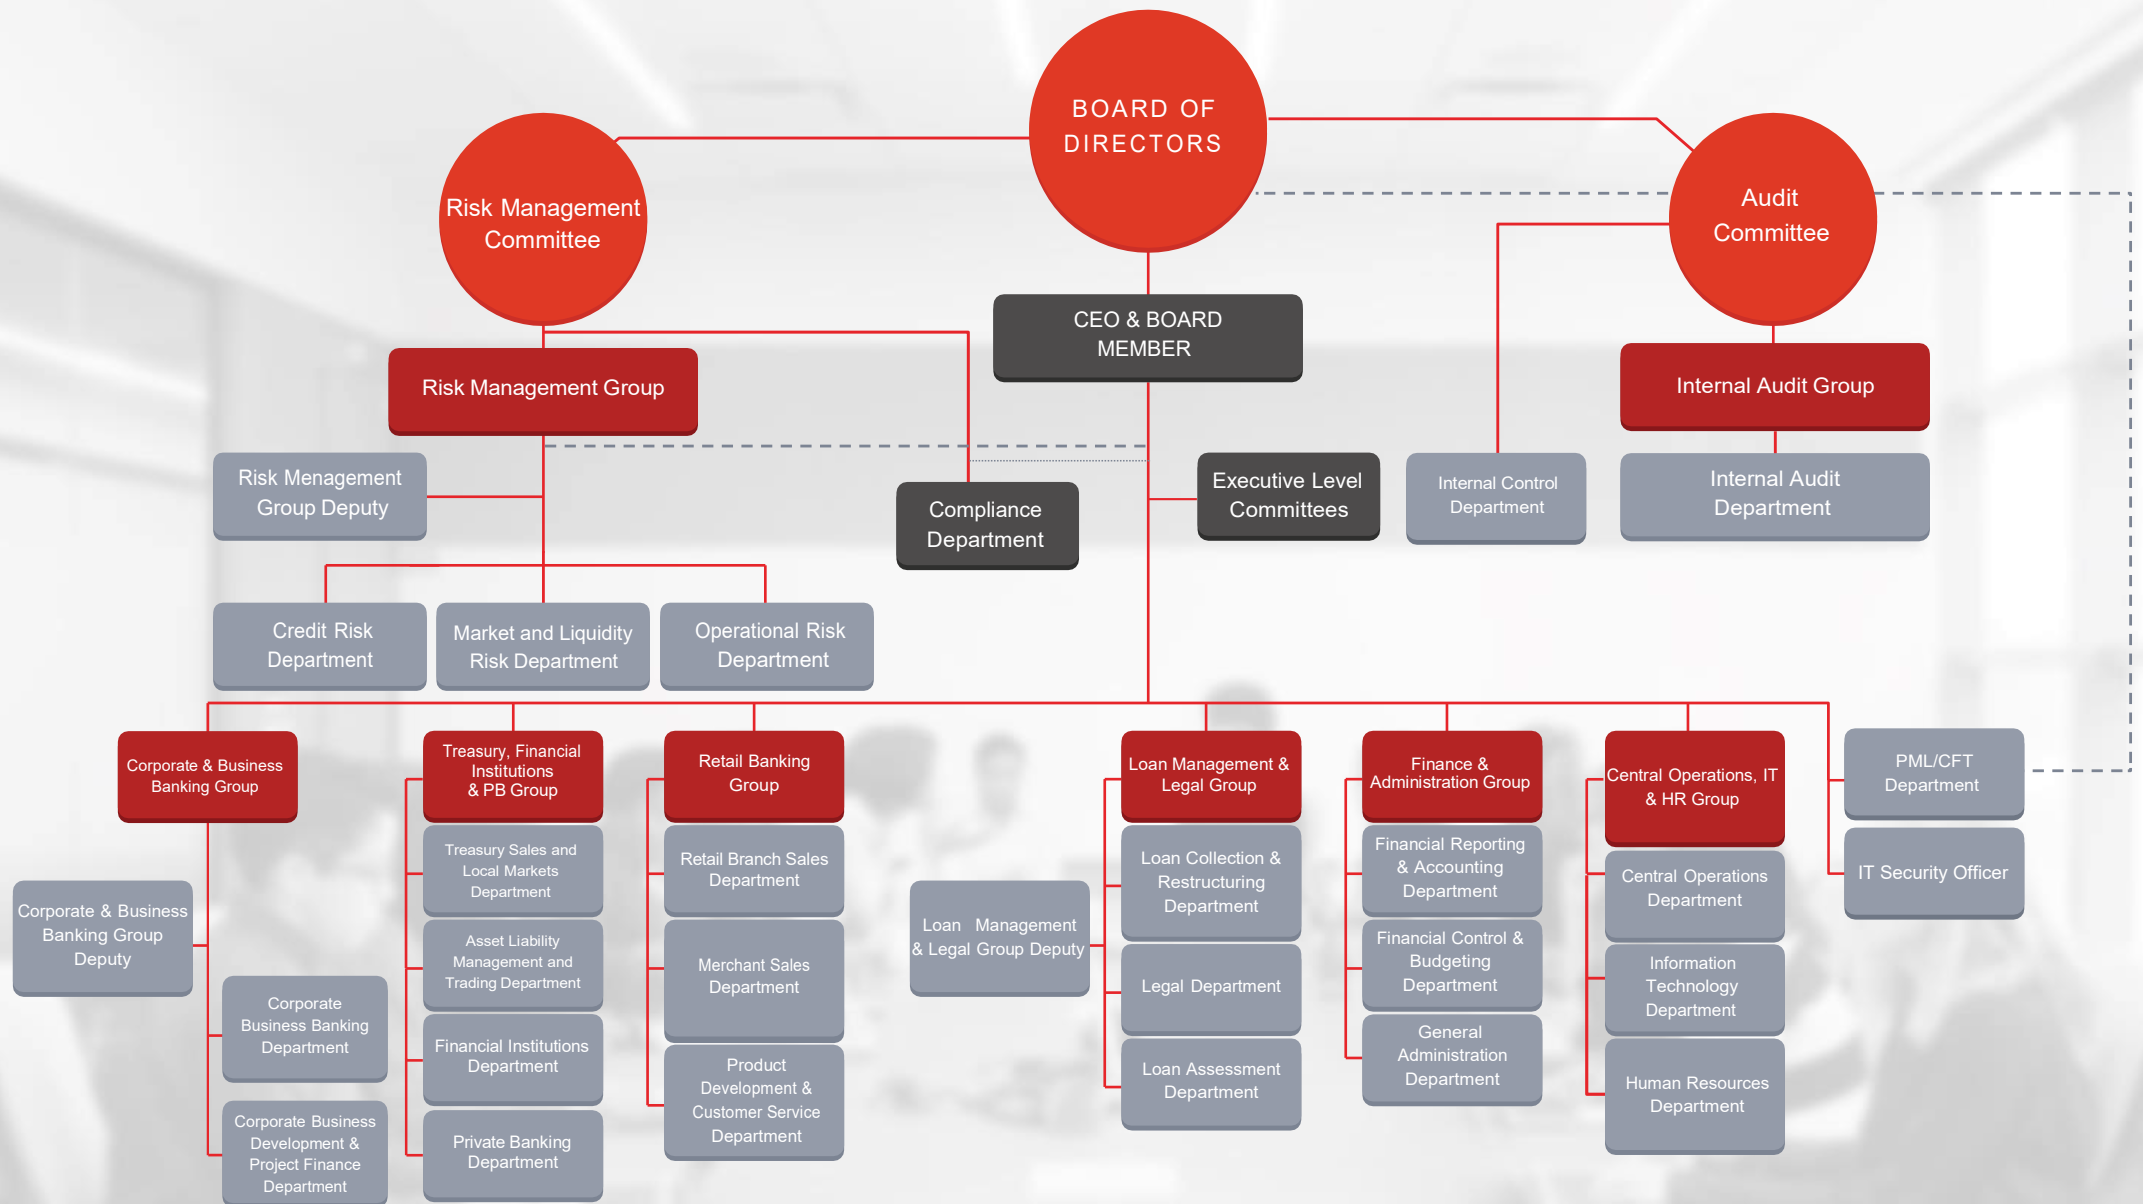 BOARD OF
DIRECTORS
Risk Management
Committee
Audit
Committee
CEO & BOARD
MEMBER
Risk Management Group
Internal Audit Group
Risk Menagement
Group Deputy
Compliance
Department
Executive Level
Committees
Internal Control
Department
Internal Audit
Department
Credit Risk
Department
Market and Liquidity
Risk Department
Operational Risk
Department
Corporate & Business
Banking Group
Corporate & Business
Banking Group
Deputy
Corporate
Business Banking
Department
Corporate Business
Development &
Project Finance
Department
Treasury, Financial
Institutions
& PB Group
Treasury Sales and
Local Markets
Department
Asset Liability
Management and
Trading Department
Financial Institutions
Department
Private Banking
Department
Retail Banking
Group
Retail Branch Sales
Department
Merchant Sales
Department
Product
Development &
Customer Service
Department
Loan Management &
Legal Group
Loan Management
& Legal Group Deputy
Loan Collection &
Restructuring
Department
Legal Department
Loan Assessment
Department
Finance &
Administration Group
Financial Reporting
& Accounting
Department
Financial Control &
Budgeting
Department
General
Administration
Department
Central Operations, IT
& HR Group
Central Operations
Department
Information
Technology
Department
Human Resources
Department
PML/CFT
Department
IT Security Officer